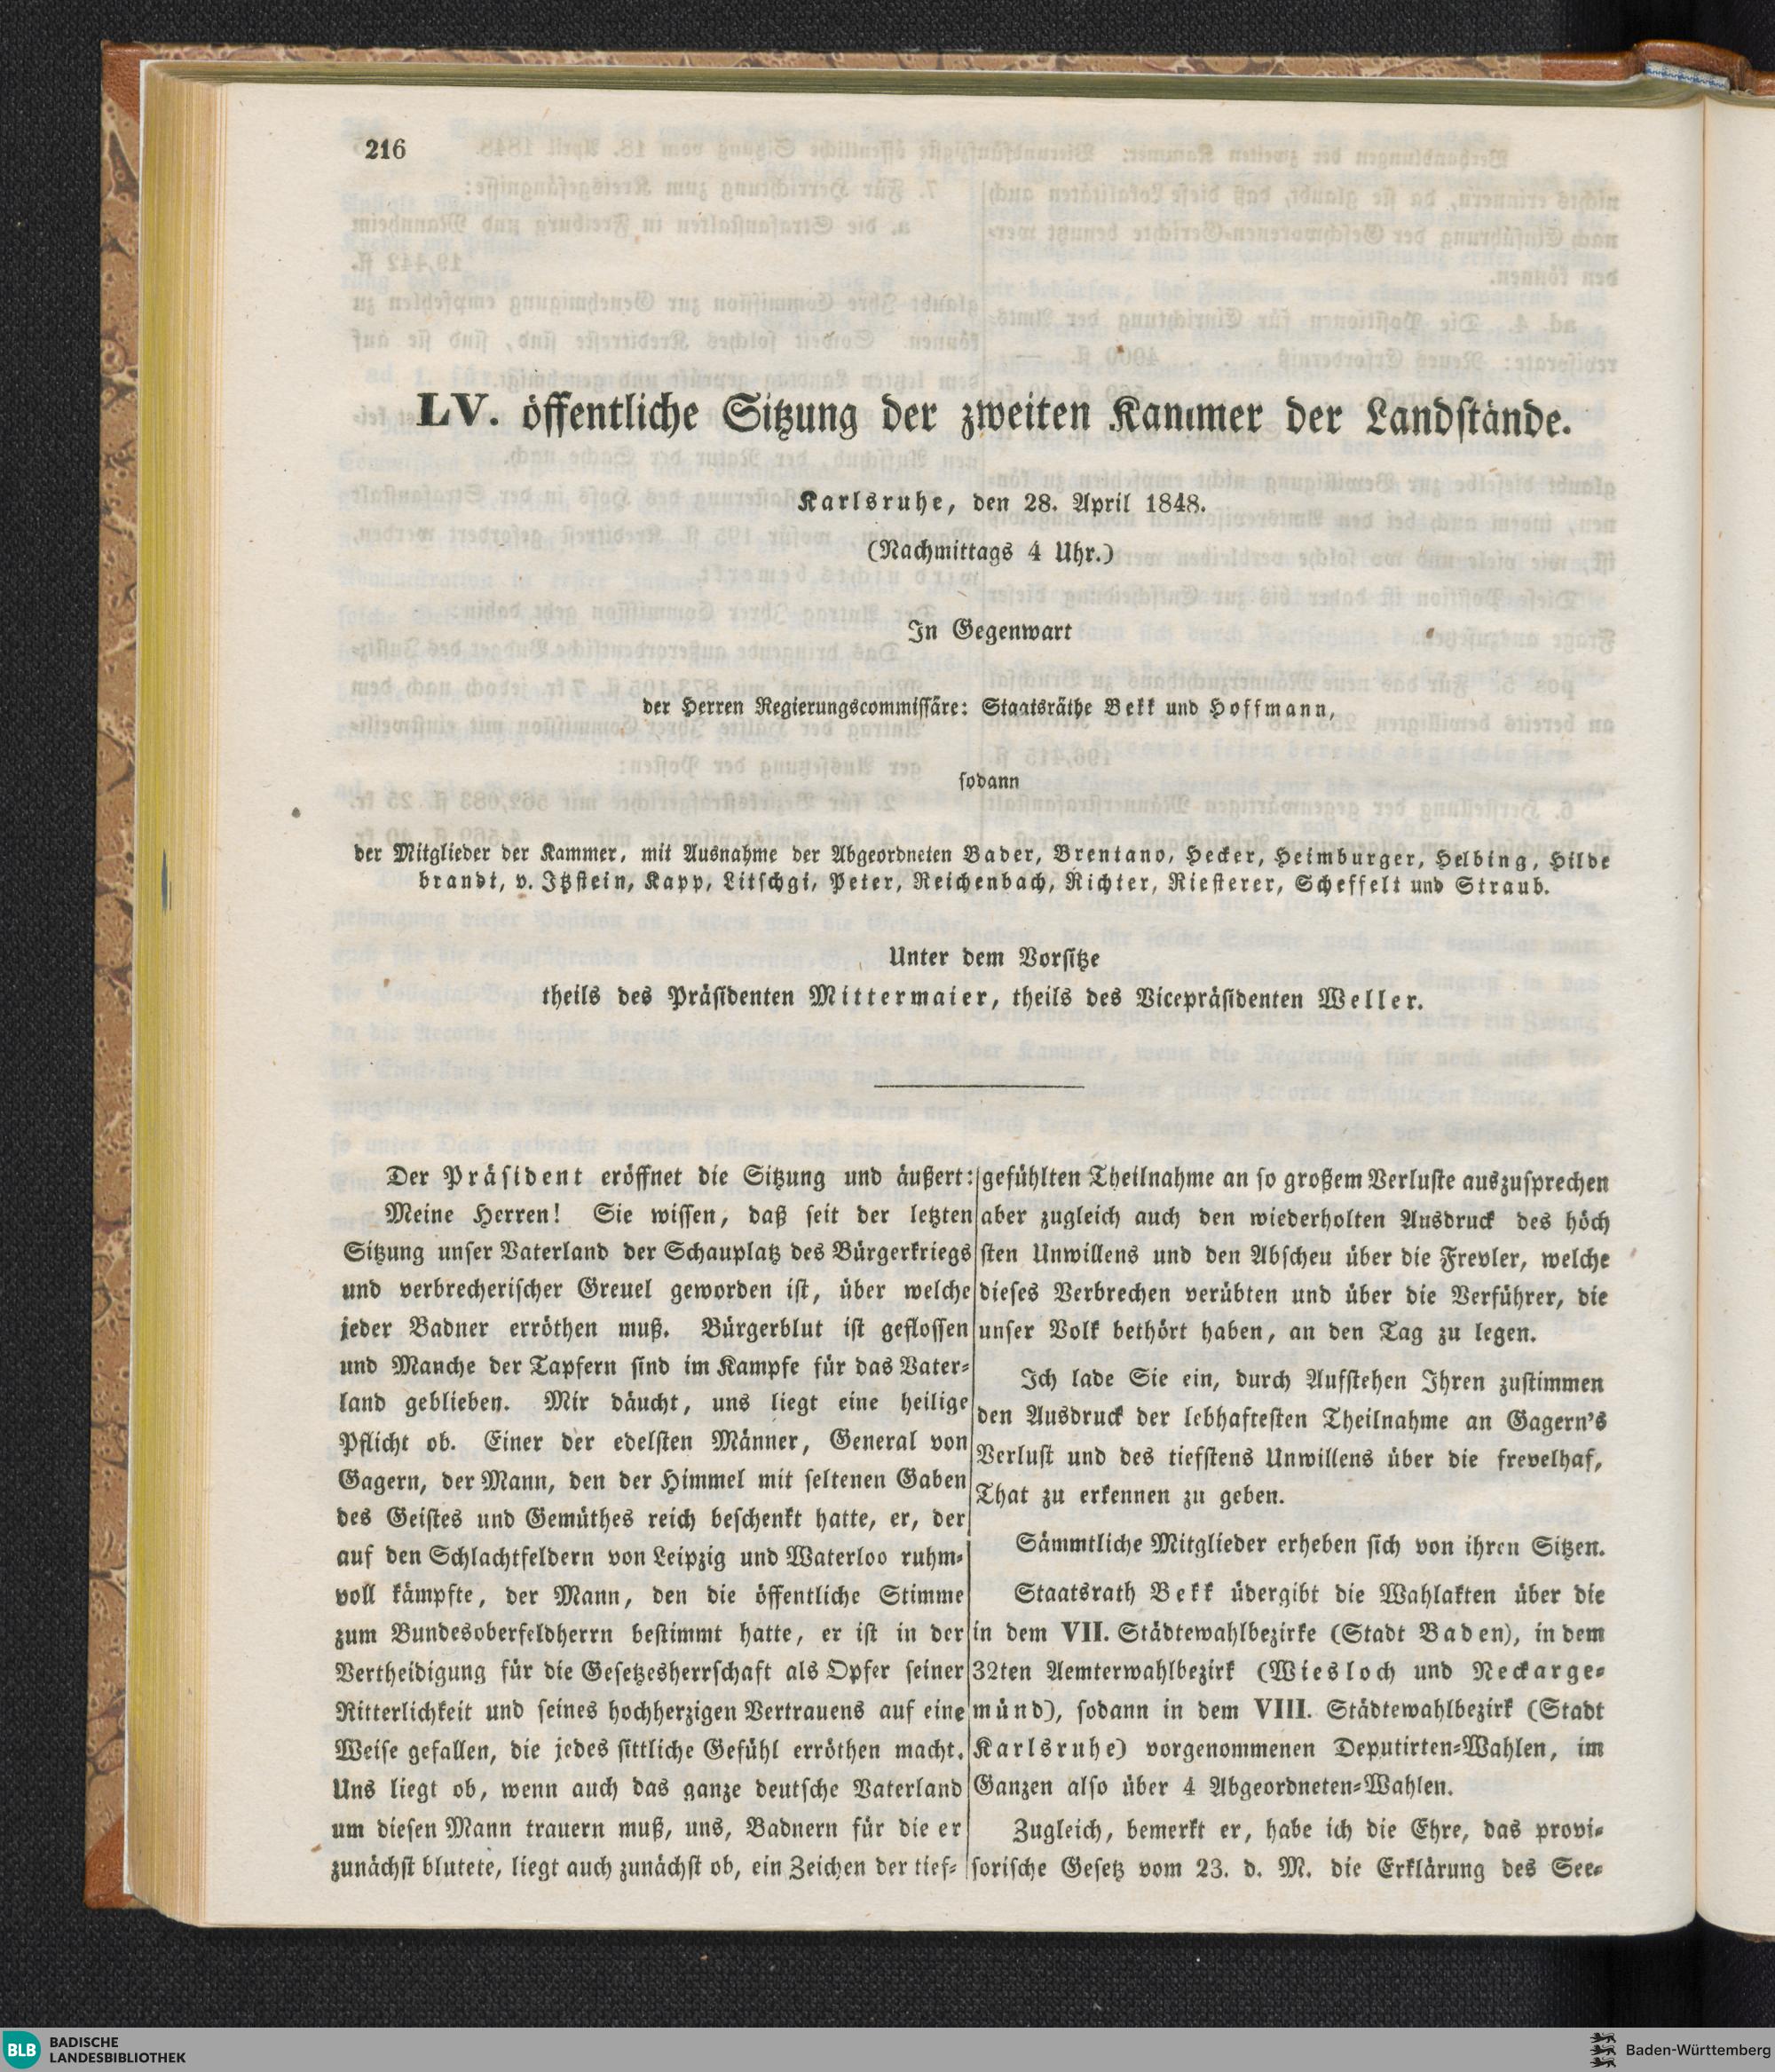 216
LV. öffentliche Sitzung der zweiten Kammer der Landstände.
Karlsruhe, den 28. April 1848.
(Nachmittags 4 Uhr.)
In Gegenwart
der Herren Regierungscommissäre: Staatsräthe Bekk und Hoffmann,
sodann
der Mitglieder der Kammer, mit Ausnahme der Abgeordneten Bader, Brentano, Hecker, Heimburger, Helbing, Hilde
brandt, v. Itzstein, Kapp, Litschgi, Peter, Reichenbach, Richter, Riesterer, Scheffelt und Straub.
Unter dem Vorsitze
theils des Präsidenten Mittermaier, theils des Vicepräsidenten Weller.
Der Präsident eröffnet die Sitzung und äußert:
Meine Herren! Sie wissen, daß seit der letzten
Sitzung unser Vaterland der Schauplatz des Bürgerkriegs
und verbrecherischer Greuel geworden ist, über welche
jeder Badner erröthen muß. Bürgerblut ist geflossen
und Manche der Tapfern sind im Kampfe für das Vater-
land geblieben. Mir däucht, uns liegt eine heilige
Pflicht ob. Einer der edelsten Männer, General von
Gagern, der Mann, den der Himmel mit seltenen Gaben
des Geistes und Gemüthes reich beschenkt hatte, er, der
auf den Schlachtfeldern von Leipzig und Waterloo ruhm-
voll kämpfte, der Mann, den die öffentliche Stimme
zum Bundesoberfeldherrn bestimmt hatte, er ist in der
Vertheidigung für die Gesetzesherrschaft als Opfer seiner
Ritterlichkeit und seines hochherzigen Vertrauens auf eine
Weise gefallen, die jedes sittliche Gefühl erröthen macht.
Uns liegt ob, wenn auch das ganze deutsche Vaterland
um diesen Mann trauern muß, uns, Badnern für die er
zunächst blutete, liegt auch zunächst ob, ein Zeichen der tief-
gefühlten Theilnahme an so großem Verluste auszusprechen
aber zugleich auch den wiederholten Ausdruck des höch
sten Unwillens und den Abscheu über die Frevler, welche
dieses Verbrechen verübten und über die Verführer, die
unser Volk bethört haben, an den Tag zu legen.
Ich lade Sie ein, durch Aufstehen Ihren zustimmen
den Ausdruck der lebhaftesten Theilnahme an Gagern's
Verlust und des tiefstens Unwillens über die frevelhaf,
That zu erkennen zu geben.
Sämmtliche Mitglieder erheben sich von ihren Sitzen.
Staatsrath Bekk übergibt die Wahlakten über die
in dem VII. Städtewahlbezirke (Stadt Baden), in dem
32ten Aemterwahlbezirk (Wiesloch und Neckarge-
münd), sodann in dem VIII. Städtewahlbezirk (Stadt
Karlsruhe) vorgenommenen Deputirten-Wahlen, im
Ganzen also über 4 Abgeordneten-Wahlen.
Zugleich, bemerkt er, habe ich die Ehre, das provi-
sorische Gesetz vom 23. d. M. die Erklärung des See-
BLB BADISCHE
LANDESBIBLIOTHEK
Baden-Württemberg